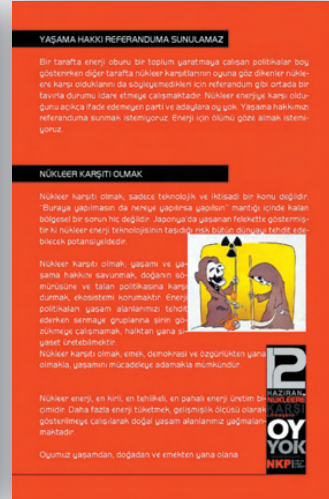 YAŞAMA HAKKI REFERANDUMA SUNULAMAZ
Bir tarafta enerji oburu bir toplum yaratmaya çalışan politikalar boy
gösterirken diğer tarafta nükleer karşıtlarının oyuna göz dikenler nükle-
ere karşı olduklarını da söyleyemedikleri için referandum gibi ortada bir
tavırla durumu idare etmeye çalışmaktadır. Nükleer enerjiye karşı oldu-
ğunu açıkça ifade edemeyen parti ve adaylara oy yok. Yaşama hakkımızı
referanduma sunmak istemiyoruz. Enerji için ölümü göze almak istemi-
yoruz.
NÜKLEER KARŞITI OLMAK
Nükleer karşıtı olmak, sadece teknolojik ve iktisadi bir konu değildir.
"Buraya yapılmasın da nereye yapılırsa yapılsın" mantığı içinde kalan
bölgesel bir sorun hiç değildir. Japonya'da yaşanan felekette göstermiş-
tir ki nükleer enerji teknolojisinin taşıdığı risk bütün dünyayı tehdit ede-
bilecek potansiyeldedir.
Nükleer karşıtı olmak; yaşamı ve ya-
şama hakkını savunmak, doğanın sö-
mürüsüne ve talan politikasına karşı
durmak, ekosistemi korumaktır. Enerji
politikaları yaşam alanlarımızı tehdit
ederken sermaye gruplarına şirin gö-
zükmeye çalışmamak, halktan yana si-
yaset üretebilmektir.
Nükleer karşıtı olmak; emek, demokrasi ve özgürlükten yana
olmakla, yaşamını mücadeleye adamakla mümkündür.
Nükleer enerji, en kirli, en tehlikeli, en pahalı enerji üretim bi-
çimidir. Daha fazla enerji tüketmek, gelişmişlik ölçüsü olarak
gösterilmeye çalışılarak doğal yaşam alanlarımız yağmalan-
maktadır.
Oyumuz yaşamdan, doğadan ve emekten yana olana
12
HAZİRAN
NÜKLEERE
KARŞI
OY
YOK
NKP